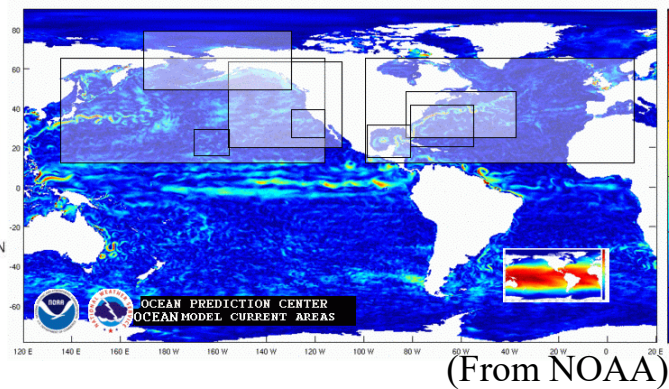 80
60
40
20
0
-20
N
-40
-60
NOAA
OCEAN PREDICTION CENTER
OCEAN MODEL CURRENT AREAS
120 E 140 E 160 E 180 W 160 W 140 W 120 W 100 W 80 W 60 W 40 W 20 W 0 20 E
(From NOAA)